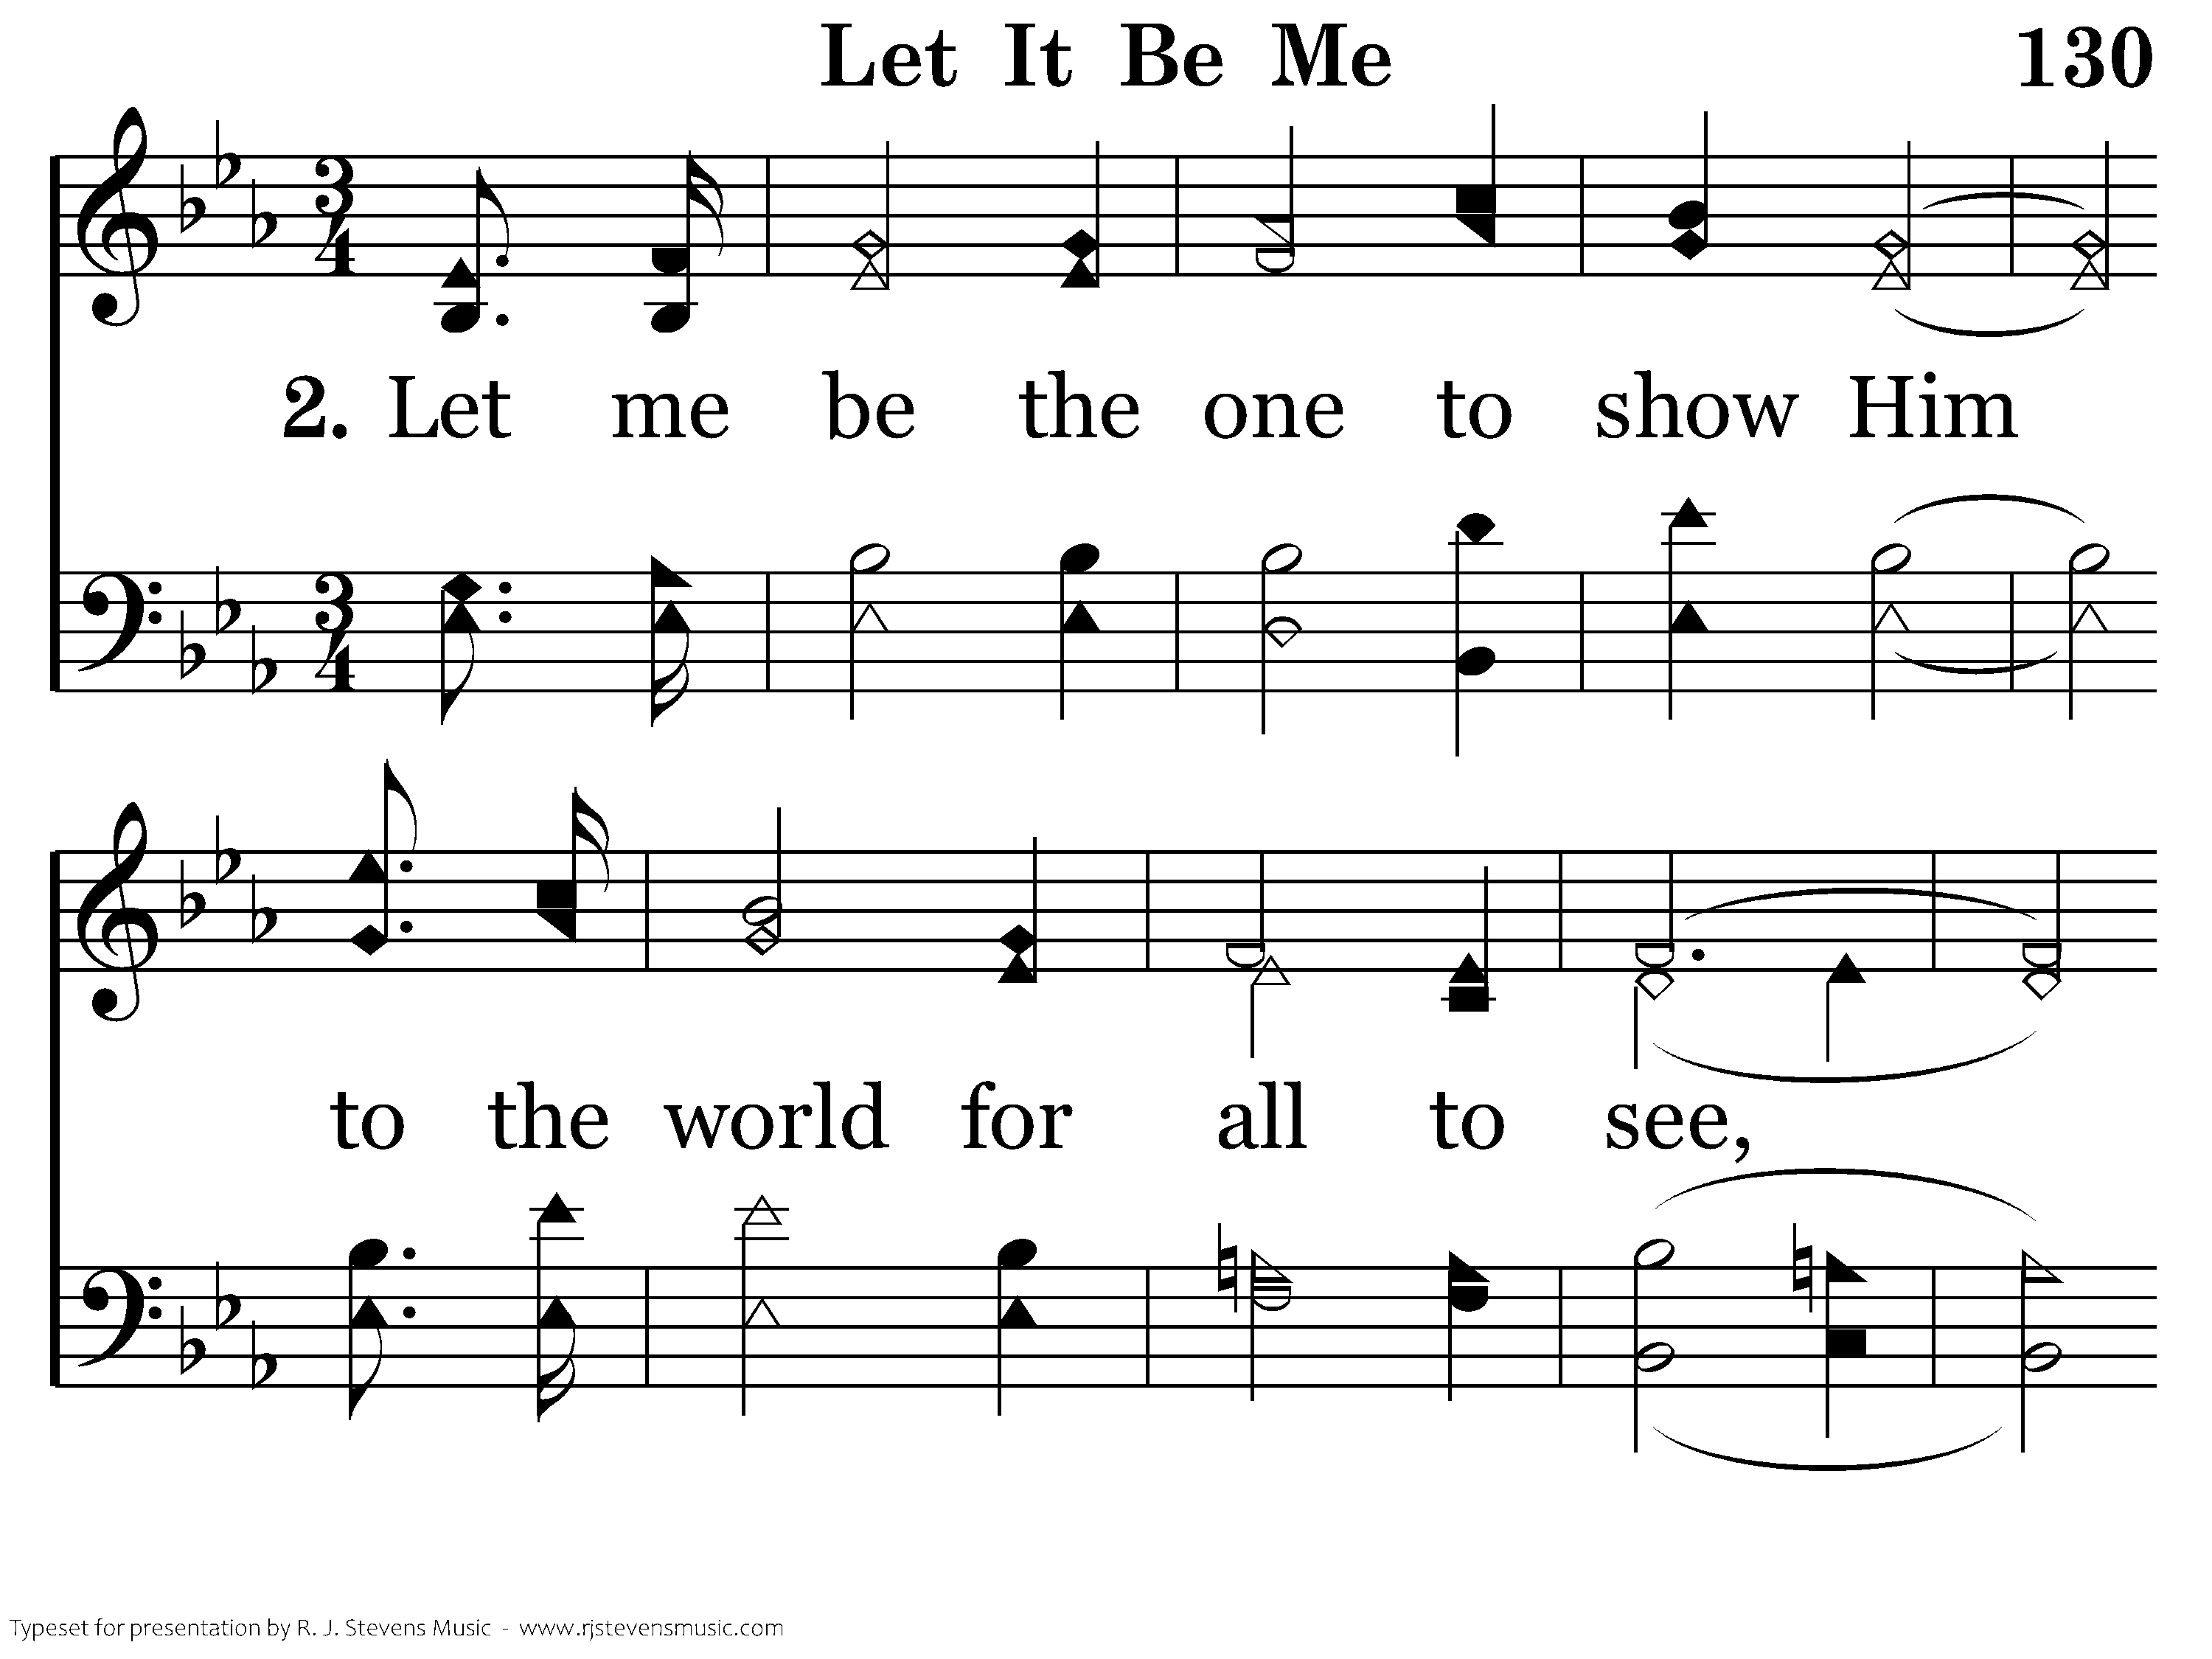 Let It Be Me 130
2. Let me be the one to show Him
to the world for all to see,
Typeset for presentation by R. J. Stevens Music - www.rjstevensmusic.com